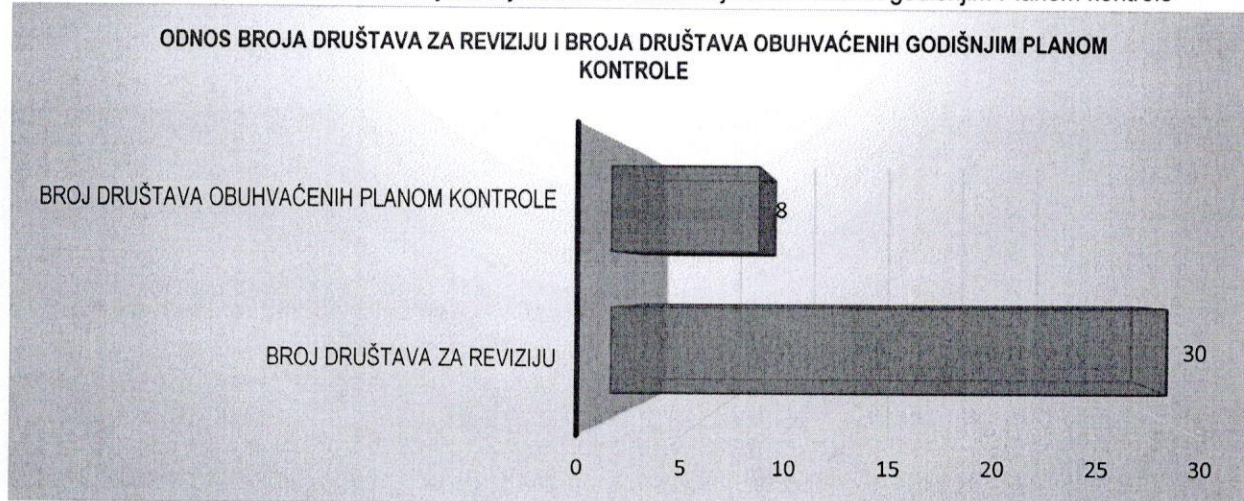 ODNOS BROJA DRUŠTAVA ZA REVIZIJU I BROJA DRUŠTAVA OBUHVAĆENIH GODIŠNJIM PLANOM
KONTROLE
BROJ DRUŠTAVA OBUHVAĆENIH PLANOM KONTROLE
8
BROJ DRUŠTAVA ZA REVIZIJU
30
0 5 10 15 20 25 30